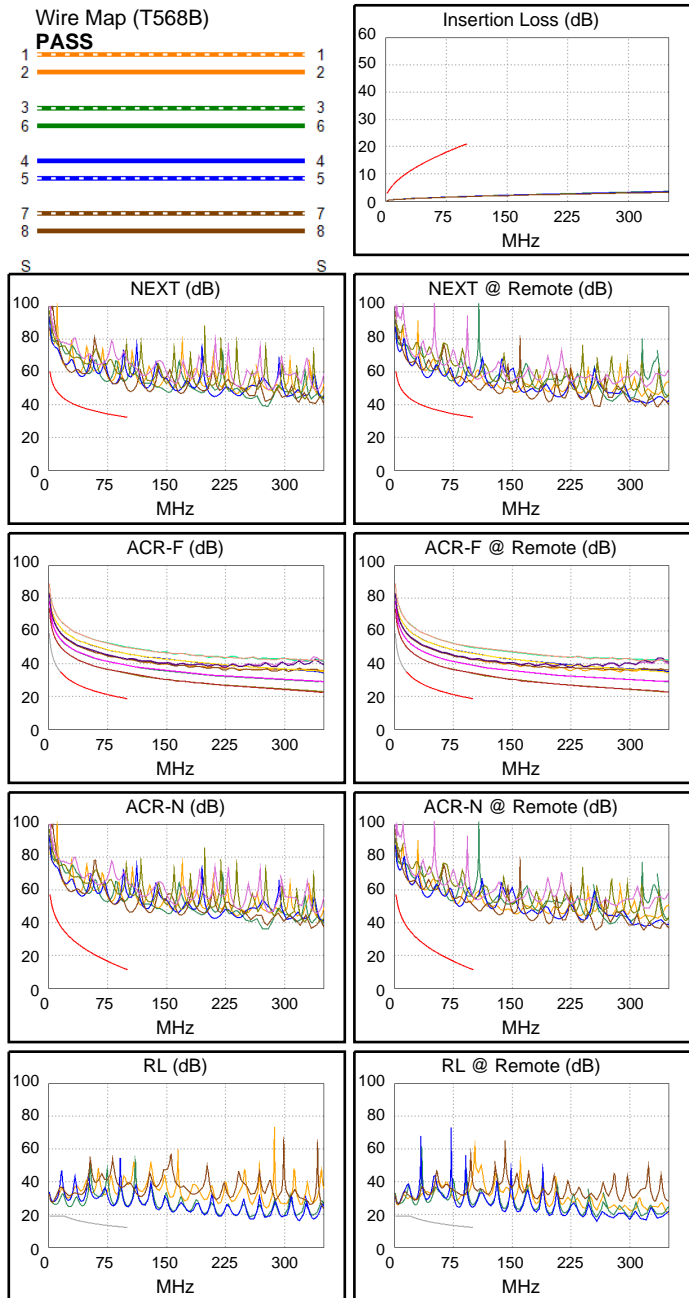 Wire Map (T568B)
PASS
1 1
2 2
3 3
6 6
4 4
5 5
7 7
8 8
S S
Insertion Loss (dB)
60
50
40
30
20
10
0
0 75 150 225 300
MHz
NEXT (dB)
100
80
60
40
20
0
0 75 150 225 300
MHz
NEXT @ Remote (dB)
100
80
60
40
20
0
0 75 150 225 300
MHz
ACR-F (dB)
100
80
60
40
20
0
0 75 150 225 300
MHz
ACR-F @ Remote (dB)
100
80
60
40
20
0
0 75 150 225 300
MHz
ACR-N (dB)
100
80
60
40
20
0
0 75 150 225 300
MHz
ACR-N @ Remote (dB)
100
80
60
40
20
0
0 75 150 225 300
MHz
RL (dB)
100
80
60
40
20
0
0 75 150 225 300
MHz
RL @ Remote (dB)
100
80
60
40
20
0
0 75 150 225 300
MHz